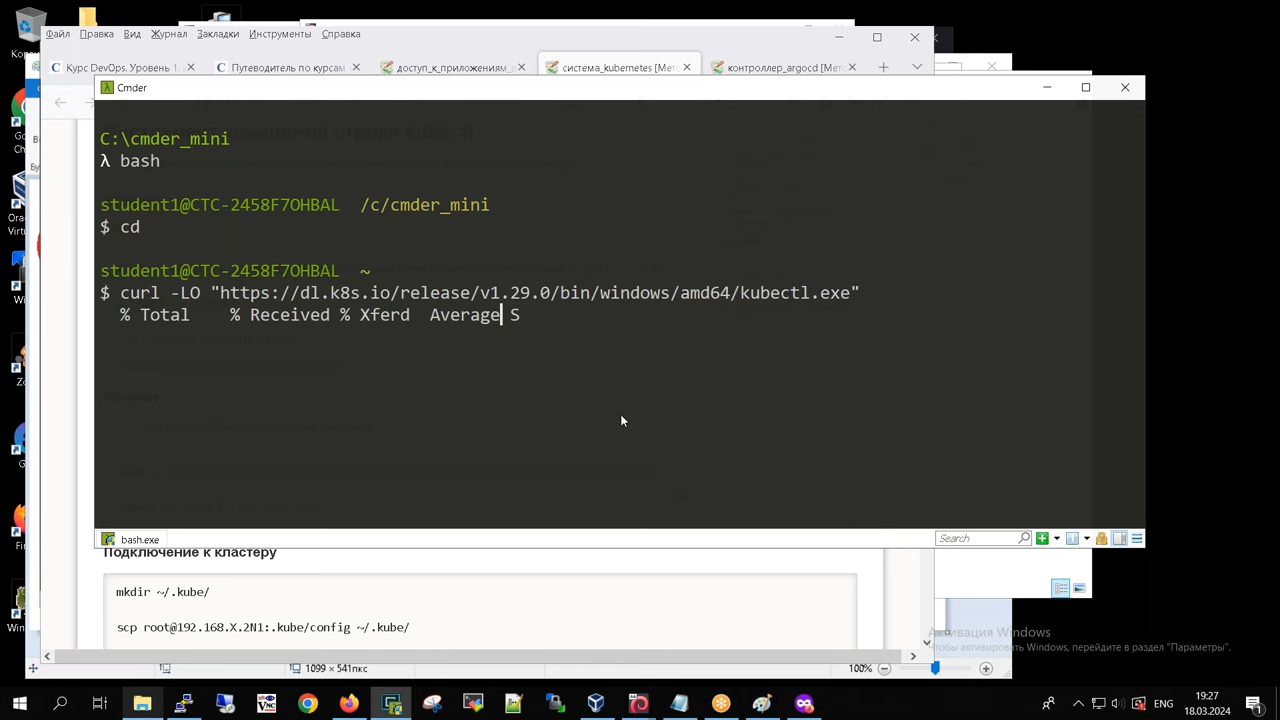 Файл Правка Вид Журнал Закладки Инструменты Справка
Курс DevOps. Уровень 1. Путеводитель по курсам доступ_к_приложениям_ система_kubernetes [Мето контроллер_argocd [Мето
Cmder
C:\cmder_mini
λ bash
student1@CTC-2458F7OHBAL /c/cmder_mini
$ cd
student1@CTC-2458F7OHBAL ~
$ curl -LO "https://dl.k8s.io/release/v1.29.0/bin/windows/amd64/kubectl.exe"
% Total % Received % Xferd Average S
bash.exe
Search
Подключение к кластеру
mkdir ~/.kube/
scp root@192.168.X.2N1:.kube/config ~/.kube/
Активация Windows
Чтобы активировать Windows, перейдите в раздел "Параметры".
1099 × 541пкс
100%
ENG
19:27
18.03.2024